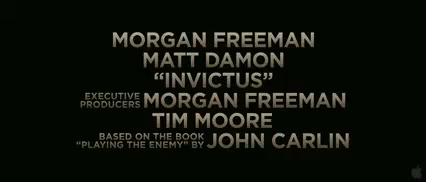 MORGAN FREEMAN
MATT DAMON
“INVICTUS”
EXECUTIVE PRODUCERS MORGAN FREEMAN
TIM MOORE
BASED ON THE BOOK “PLAYING THE ENEMY” BY JOHN CARLIN